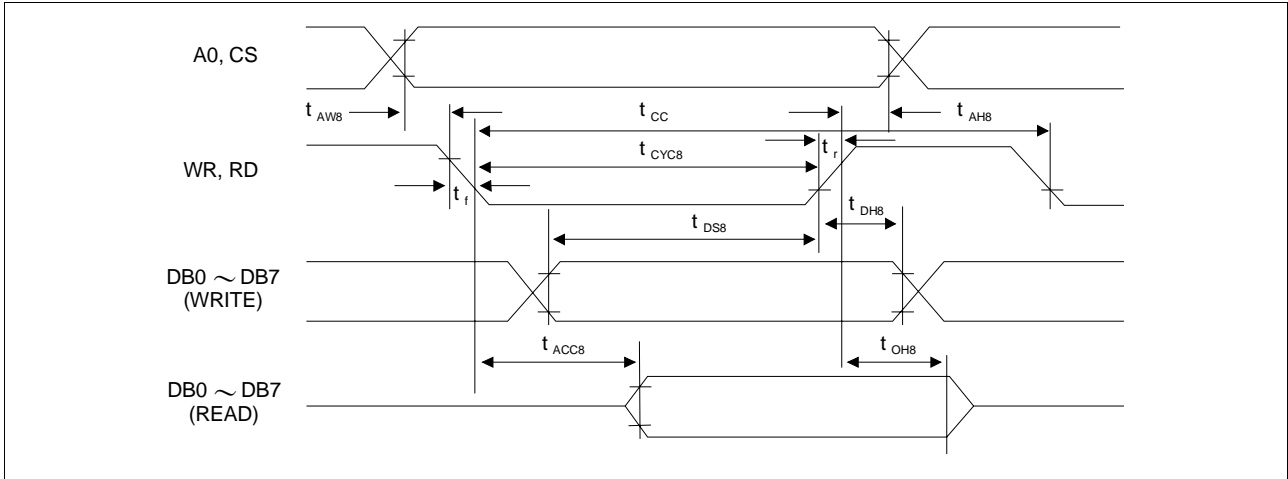 A0, CS
t AW8
t CC
t AH8
WR, RD
t CYC8
t r
t f
t DH8
t DS8
DB0 ～ DB7
(WRITE)
t ACC8
t OH8
DB0 ～ DB7
(READ)